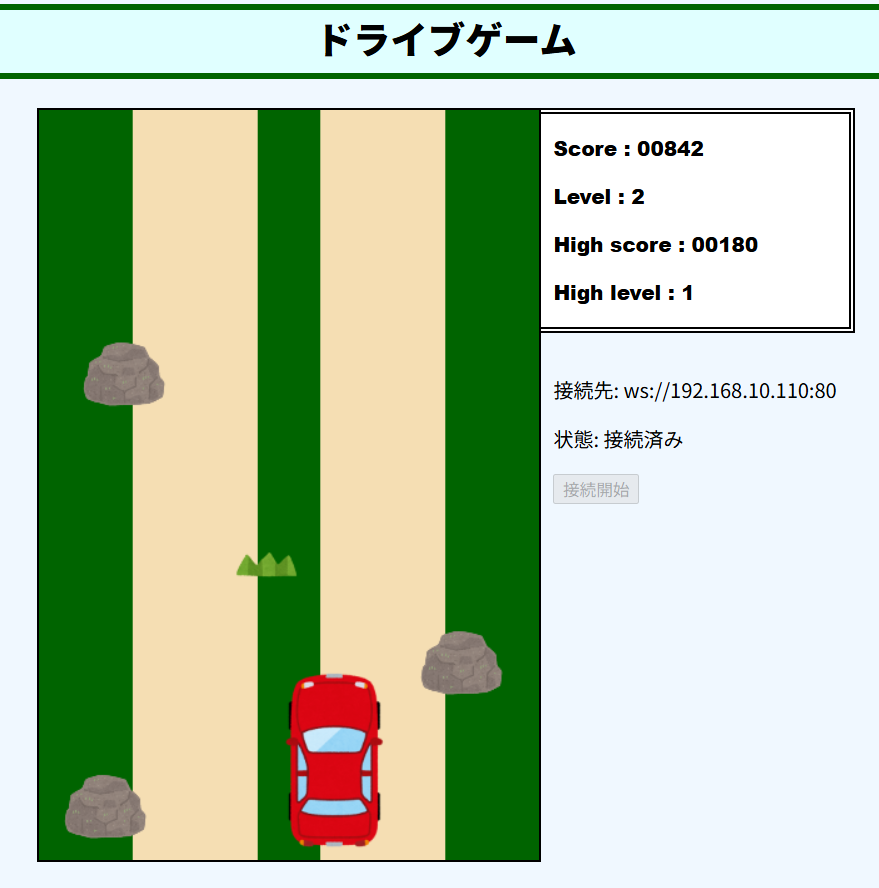 ドライブゲーム
Score : 00842
Level : 2
High score : 00180
High level : 1
接続先: ws://192.168.10.110:80
状態: 接続済み
接続開始